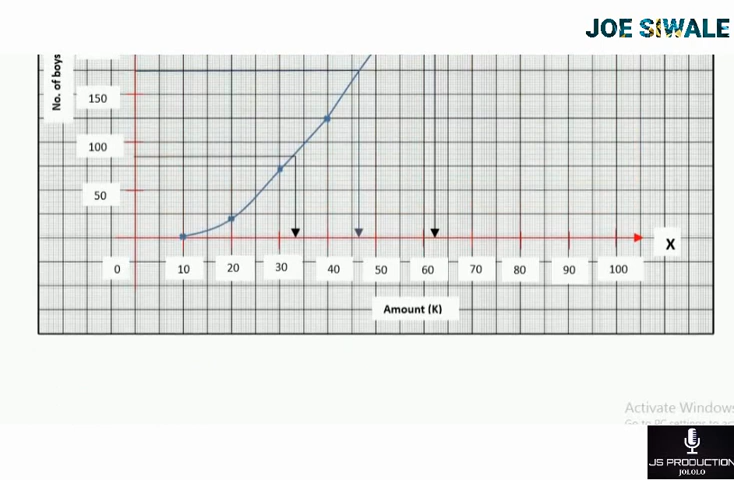 JOE SIWALE
No. of boys
150
100
50
0 10 20 30 40 50 60 70 80 90 100
X
Amount (K)
Activate Windows
JS PRODUCTION
JOLOLO